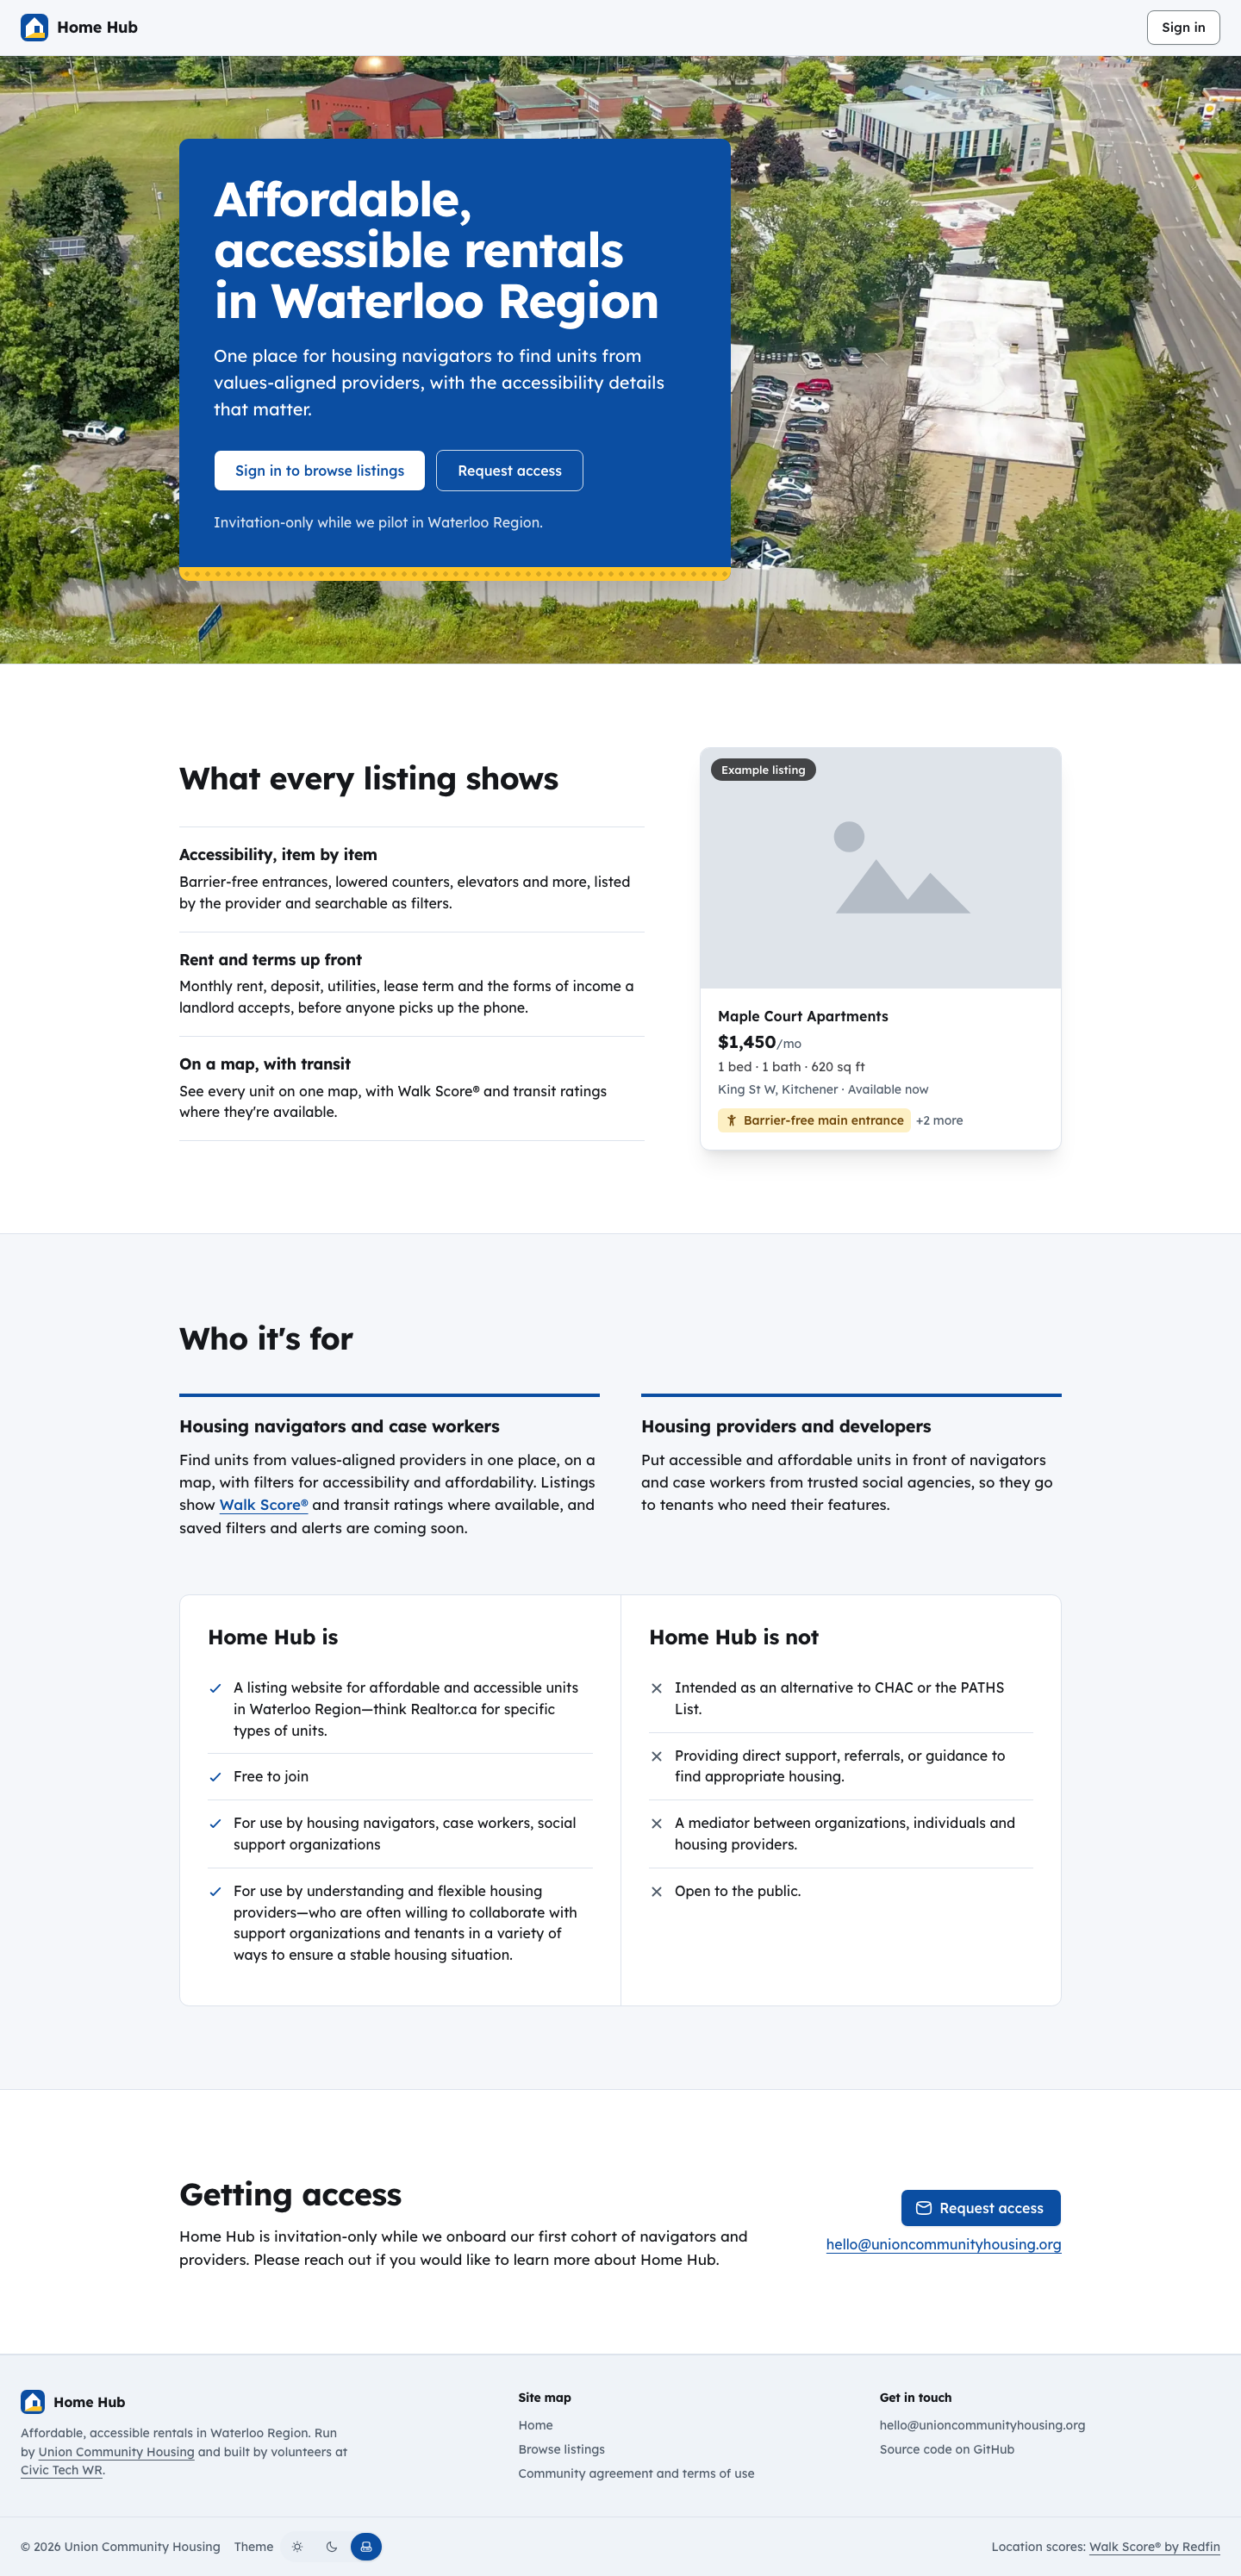 Home Hub
Sign in
Affordable,
accessible rentals
in Waterloo Region
One place for housing navigators to find units from
values-aligned providers, with the accessibility details
that matter.
Sign in to browse listings
Request access
Invitation-only while we pilot in Waterloo Region.
What every listing shows
Accessibility, item by item
Barrier-free entrances, lowered counters, elevators and more, listed
by the provider and searchable as filters.
Rent and terms up front
Monthly rent, deposit, utilities, lease term and the forms of income a
landlord accepts, before anyone picks up the phone.
On a map, with transit
See every unit on one map, with Walk Score® and transit ratings
where they're available.
Example listing
Maple Court Apartments
$1,450/mo
1 bed · 1 bath · 620 sq ft
King St W, Kitchener · Available now
Barrier-free main entrance +2 more
Who it's for
Housing navigators and case workers
Find units from values-aligned providers in one place, on a
map, with filters for accessibility and affordability. Listings
show Walk Score® and transit ratings where available, and
saved filters and alerts are coming soon.
Housing providers and developers
Put accessible and affordable units in front of navigators
and case workers from trusted social agencies, so they go
to tenants who need their features.
Home Hub is
A listing website for affordable and accessible units
in Waterloo Region—think Realtor.ca for specific
types of units.
Free to join
For use by housing navigators, case workers, social
support organizations
For use by understanding and flexible housing
providers—who are often willing to collaborate with
support organizations and tenants in a variety of
ways to ensure a stable housing situation.
Home Hub is not
Intended as an alternative to CHAC or the PATHS
List.
Providing direct support, referrals, or guidance to
find appropriate housing.
A mediator between organizations, individuals and
housing providers.
Open to the public.
Getting access
Home Hub is invitation-only while we onboard our first cohort of navigators and
providers. Please reach out if you would like to learn more about Home Hub.
Request access
hello@unioncommunityhousing.org
Home Hub
Affordable, accessible rentals in Waterloo Region. Run
by Union Community Housing and built by volunteers at
Civic Tech WR.
Site map
Home
Browse listings
Community agreement and terms of use
Get in touch
hello@unioncommunityhousing.org
Source code on GitHub
© 2026 Union Community Housing
Theme
Location scores: Walk Score® by Redfin